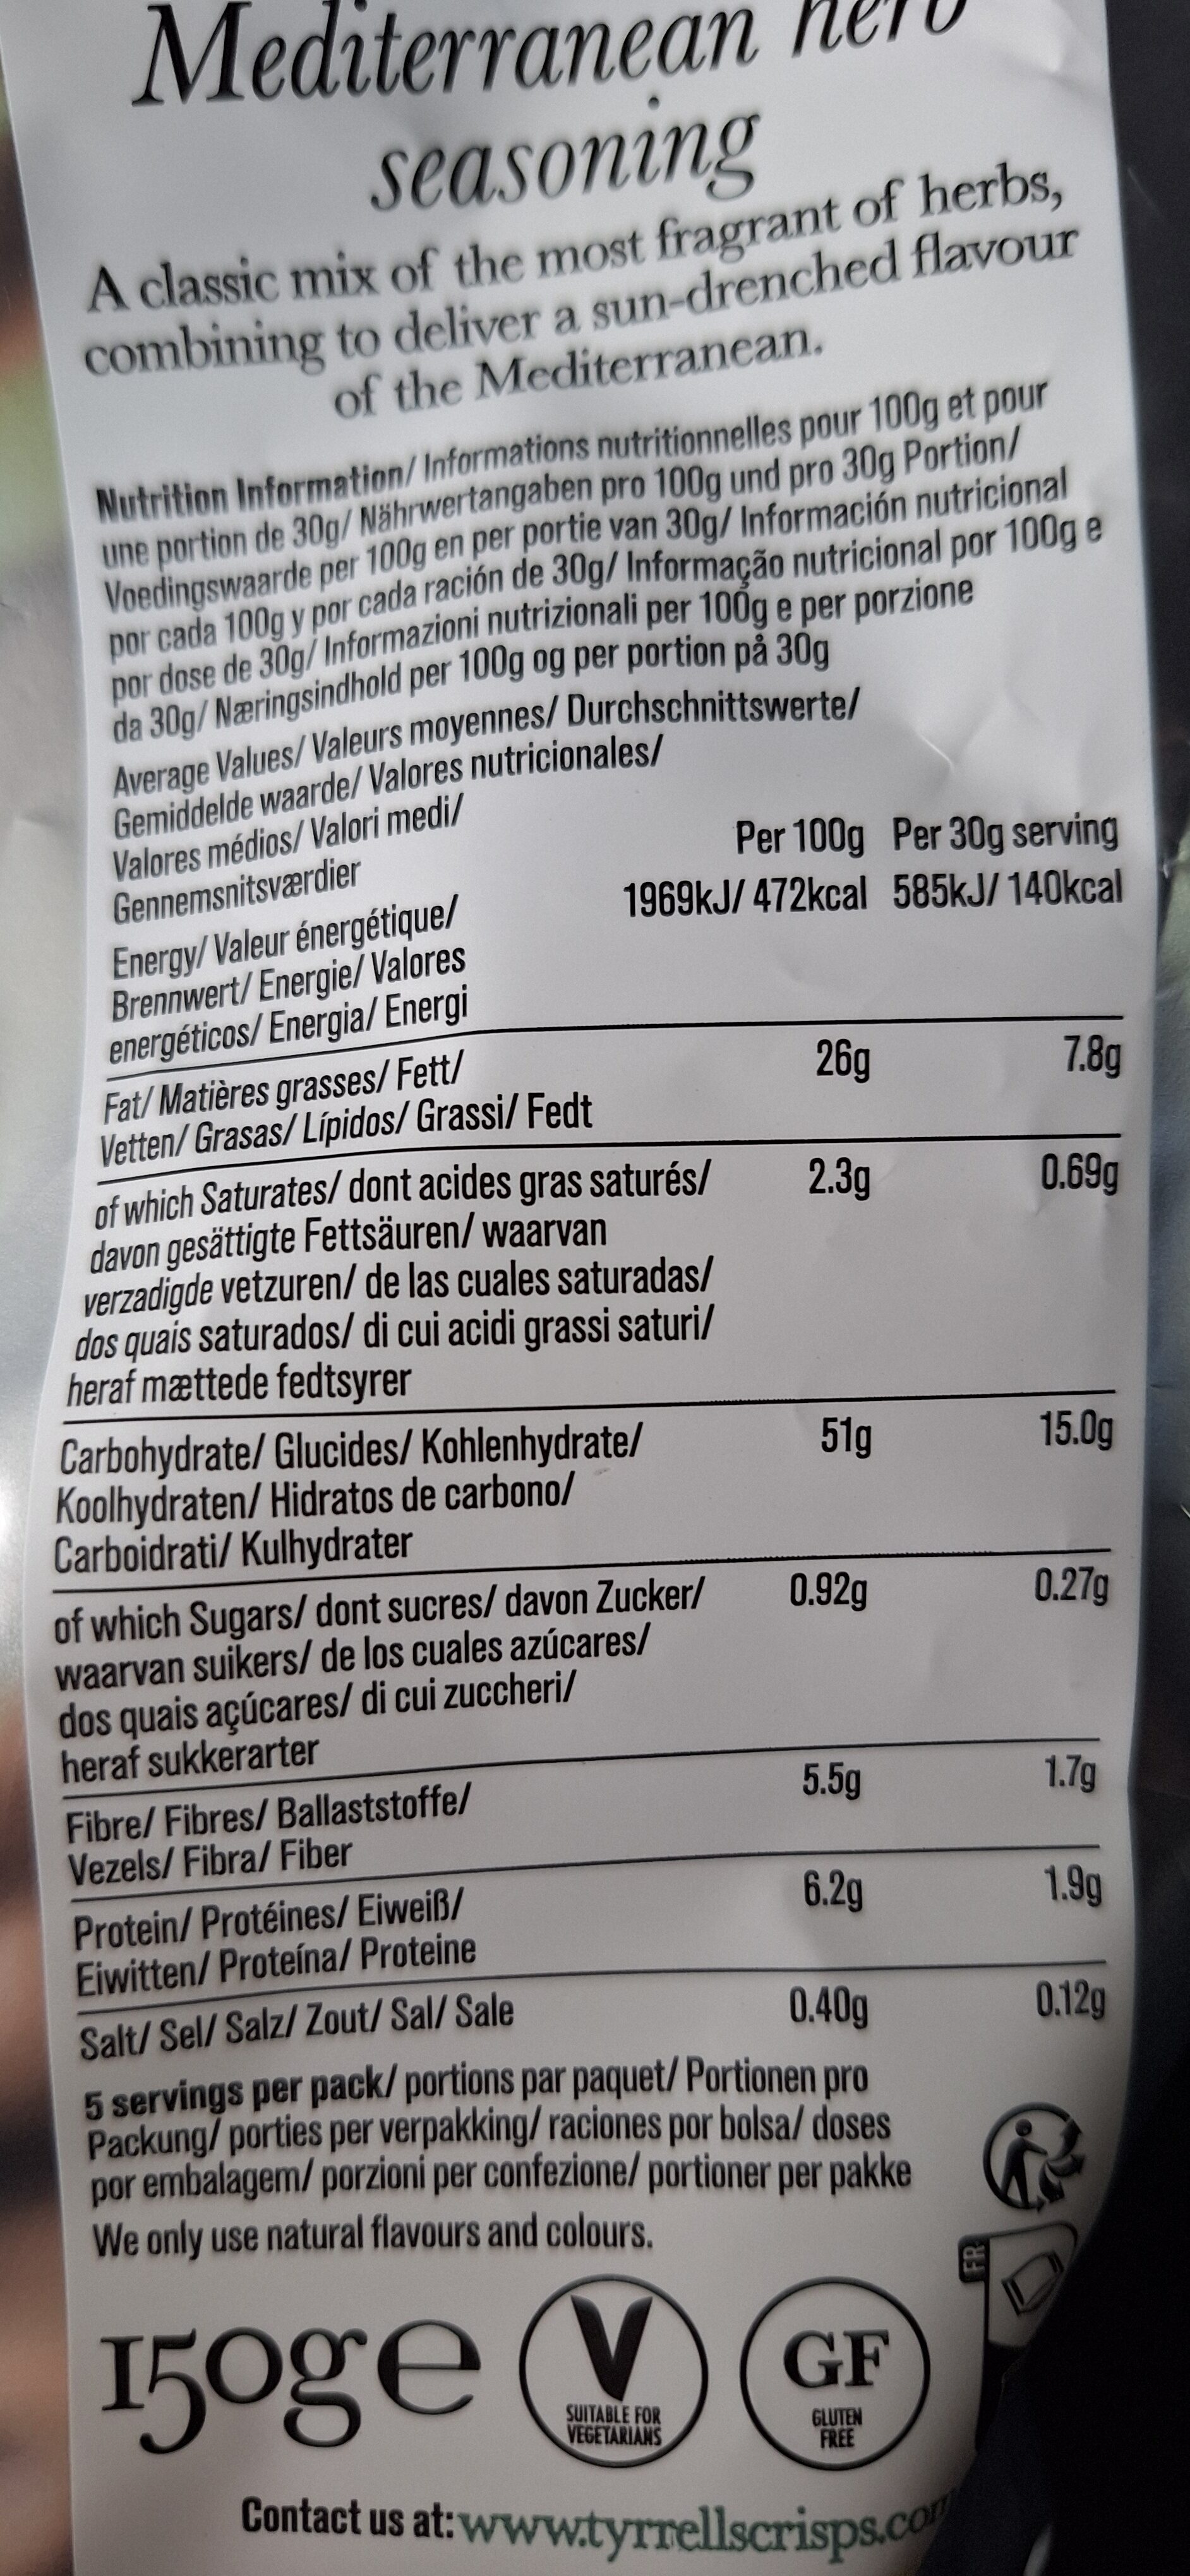 Mediterranean herb
seasoning
A classic mix of the most fragrant of herbs,
combining to deliver a sun-drenched flavour
of the Mediterranean.
Nutrition Information/ Informations nutritionnelles pour 100g et pour
une portion de 30g/ Nährwertangaben pro 100g und pro 30g Portion/
Voedingswaarde per 100g en per portie van 30g/ Información nutricional
por cada 100g y por cada ración de 30g/ Informação nutricional por 100g e
por dose de 30g/ Informazioni nutrizionali per 100g e per porzione
da 30g/ Næringsindhold per 100g og per portion på 30g
Average Values/ Valeurs moyennes/ Durchschnittswerte/
Gemiddelde waarde/ Valores nutricionales/
Valores médios/ Valori medi/
Gennemsnitsværdier
Per 100g Per 30g serving
Energy/ Valeur énergétique/ 1969kJ/ 472kcal 585kJ/ 140kcal
Brennwert/ Energie/ Valores
energéticos/ Energia/ Energi
Fat/ Matières grasses/ Fett/ 26g 7.8g
Vetten/ Grasas/ Lípidos/ Grassi/ Fedt
of which Saturates/ dont acides gras saturés/ 2.3g 0.69g
davon gesättigte Fettsäuren/ waarvan
verzadigde vetzuren/ de las cuales saturadas/
dos quais saturados/ di cui acidi grassi saturi/
heraf mættede fedtsyrer
Carbohydrate/ Glucides/ Kohlenhydrate/ 51g 15.0g
Koolhydraten/ Hidratos de carbono/
Carboidrati/ Kulhydrater
of which Sugars/ dont sucres/ davon Zucker/ 0.92g 0.27g
waarvan suikers/ de los cuales azúcares/
dos quais açúcares/ di cui zuccheri/
heraf sukkerarter
Fibre/ Fibres/ Ballaststoffe/ 5.5g 1.7g
Vezels/ Fibra/ Fiber
Protein/ Protéines/ Eiweiß/ 6.2g 1.9g
Eiwitten/ Proteína/ Proteine
Salt/ Sel/ Salz/ Zout/ Sal/ Sale 0.40g 0.12g
5 servings per pack/ portions par paquet/ Portionen pro
Packung/ porties per verpakking/ raciones por bolsa/ doses
por embalagem/ porzioni per confezione/ portioner per pakke
We only use natural flavours and colours.
FR
150g e
V
SUITABLE FOR
VEGETARIANS
GF
GLUTEN
FREE
Contact us at: www.tyrrellscrisps.com